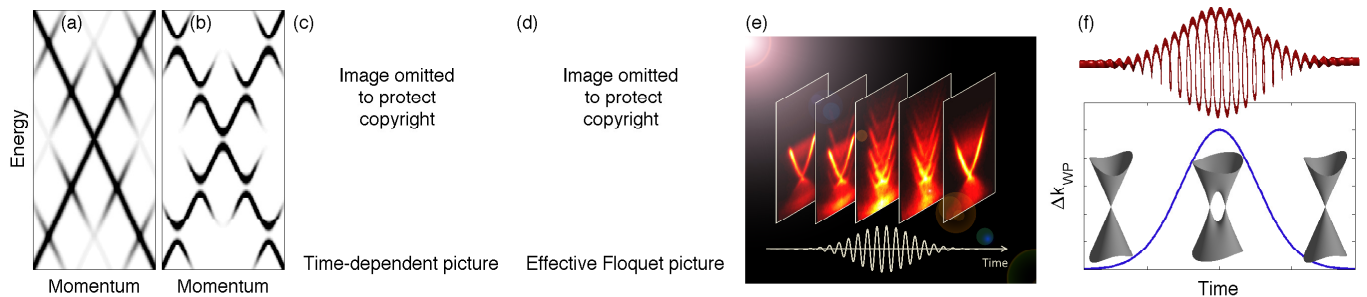 (a)
(b)
(c)
(d)
(e)
(f)
Image omitted
to protect
copyright
Image omitted
to protect
copyright
Energy
Δk_WP
Time-dependent picture
Effective Floquet picture
Time
Momentum
Momentum
Time